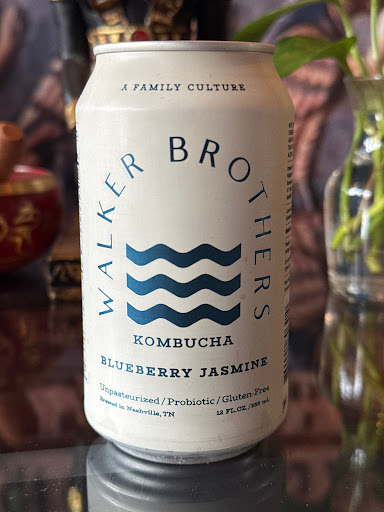 A FAMILY CULTURE
WALKER BROTHERS
KOMBUCHA
BLUEBERRY JASMINE
Unpasteurized / Probiotic / Gluten-Free
Brewed in Nashville, TN
12 FL.OZ./355 mL